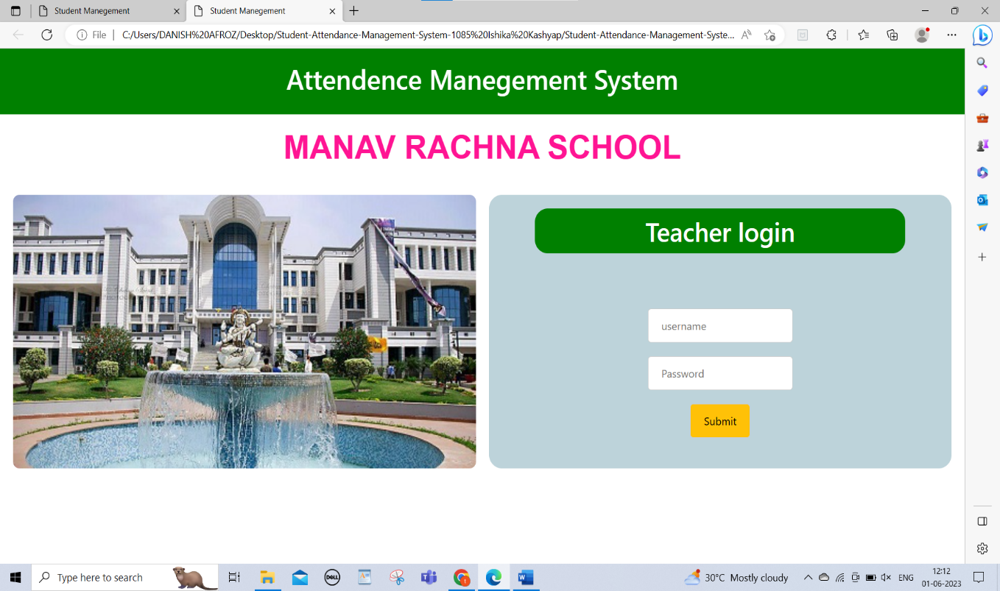 Student Manegement
Student Manegement
File
C:/Users/DANISH%20AFROZ/Desktop/Student-Attendance-Management-System-1085%20Ishika%20Kashyap/Student-Attendance-Management-Syste...
Attendence Manegement System
MANAV RACHNA SCHOOL
Teacher login
username
Password
Submit
Type here to search
DELL
30°C Mostly cloudy
ENG
12:12
01-06-2023